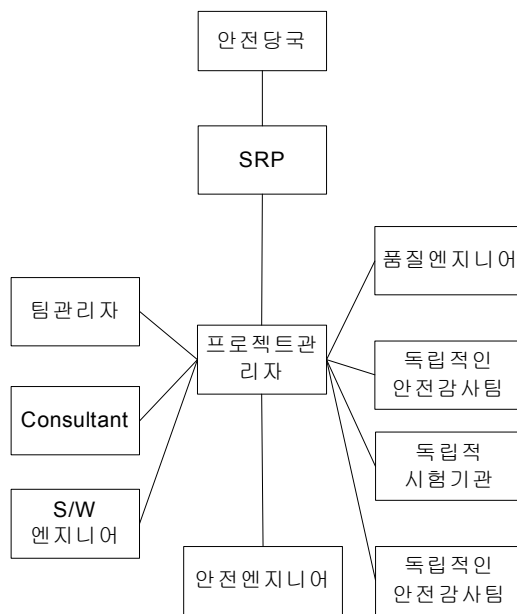 안전당국
SRP
품질엔지니어
팀관리자
프로젝트관
리자
독립적인
안전감사팀
Consultant
독립적
시험기관
S/W
엔지니어
안전엔지니어
독립적인
안전감사팀